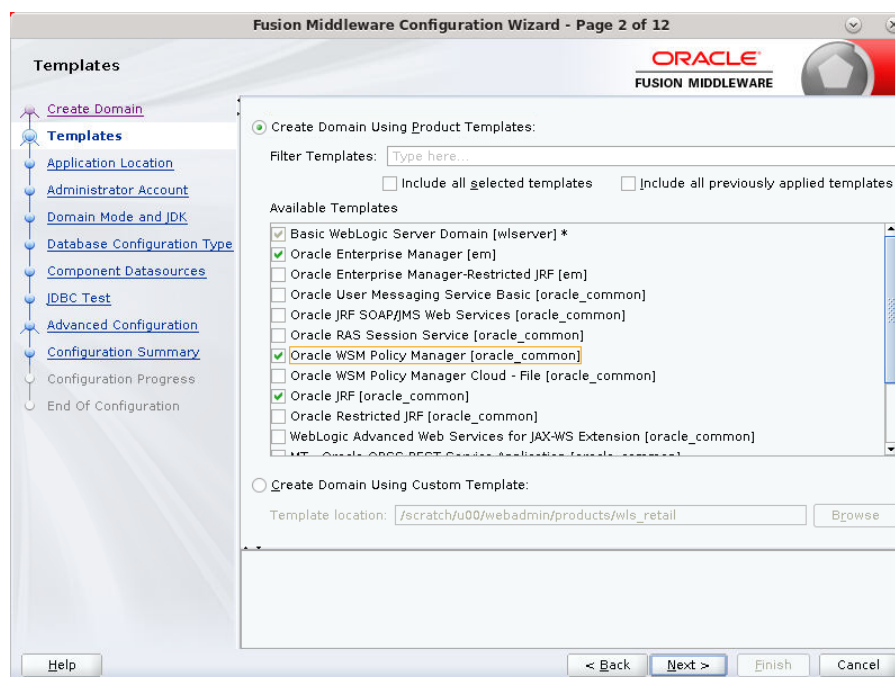 Fusion Middleware Configuration Wizard - Page 2 of 12
Templates
ORACLE
FUSION MIDDLEWARE
Create Domain
Templates
Application Location
Administrator Account
Domain Mode and JDK
Database Configuration Type
Component Datasources
JDBC Test
Advanced Configuration
Configuration Summary
Configuration Progress
End Of Configuration
Create Domain Using Product Templates:
Filter Templates: Type here...
Include all selected templates Include all previously applied templates
Available Templates
Basic WebLogic Server Domain [wlserver] *
Oracle Enterprise Manager [em]
Oracle Enterprise Manager-Restricted JRF [em]
Oracle User Messaging Service Basic [oracle_common]
Oracle JRF SOAP/JMS Web Services [oracle_common]
Oracle RAS Session Service [oracle_common]
Oracle WSM Policy Manager [oracle_common]
Oracle WSM Policy Manager Cloud - File [oracle_common]
Oracle JRF [oracle_common]
Oracle Restricted JRF [oracle_common]
WebLogic Advanced Web Services for JAX-WS Extension [oracle_common]
MT - Oracle OPSS REST Service Application [oracle_common]
Create Domain Using Custom Template:
Template location: /scratch/u00/webadmin/products/wls_retail Browse
Help < Back Next > Finish Cancel